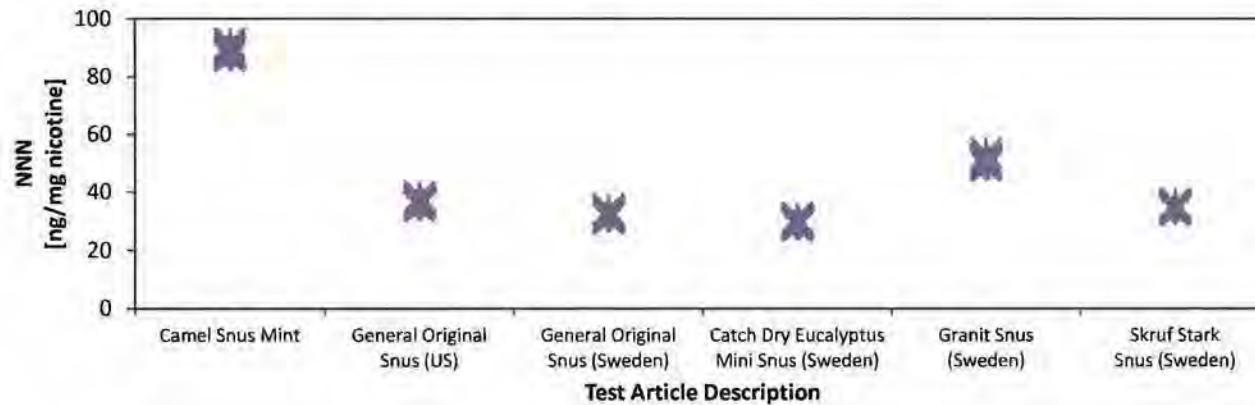 100
80
60
40
20
0
NNN
[ng/mg nicotine]
Camel Snus Mint
General Original
Snus (US)
General Original
Snus (Sweden)
Catch Dry Eucalyptus
Mini Snus (Sweden)
Granit Snus
(Sweden)
Skruf Stark
Snus (Sweden)
Test Article Description